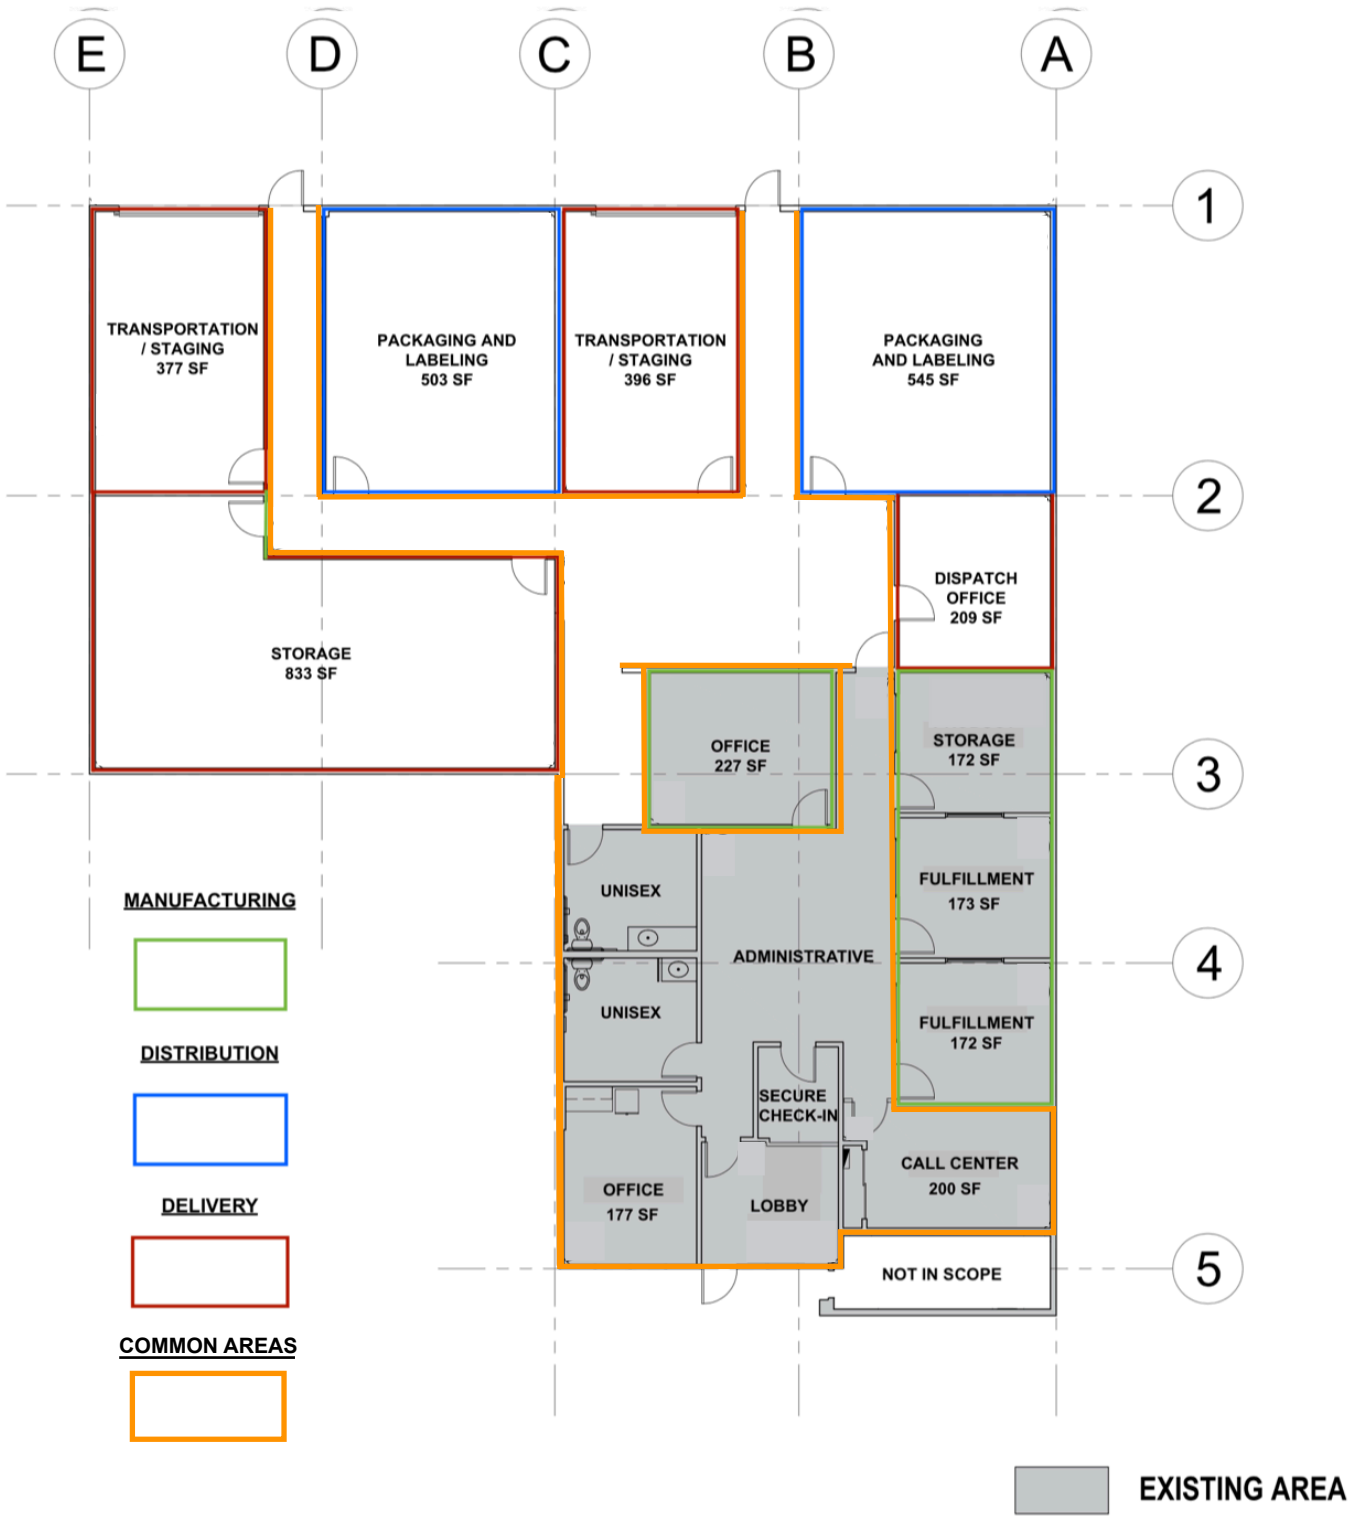 E D C B A
1
TRANSPORTATION
/ STAGING
377 SF
PACKAGING AND
LABELING
503 SF
TRANSPORTATION
/ STAGING
396 SF
PACKAGING
AND LABELING
545 SF
2
DISPATCH
OFFICE
209 SF
STORAGE
833 SF
OFFICE
227 SF
STORAGE
172 SF
3
MANUFACTURING
UNISEX
FULFILLMENT
173 SF
ADMINISTRATIVE
4
UNISEX
FULFILLMENT
172 SF
DISTRIBUTION
SECURE
CHECK-IN
CALL CENTER
200 SF
OFFICE
177 SF
LOBBY
DELIVERY
NOT IN SCOPE
5
COMMON AREAS
EXISTING AREA